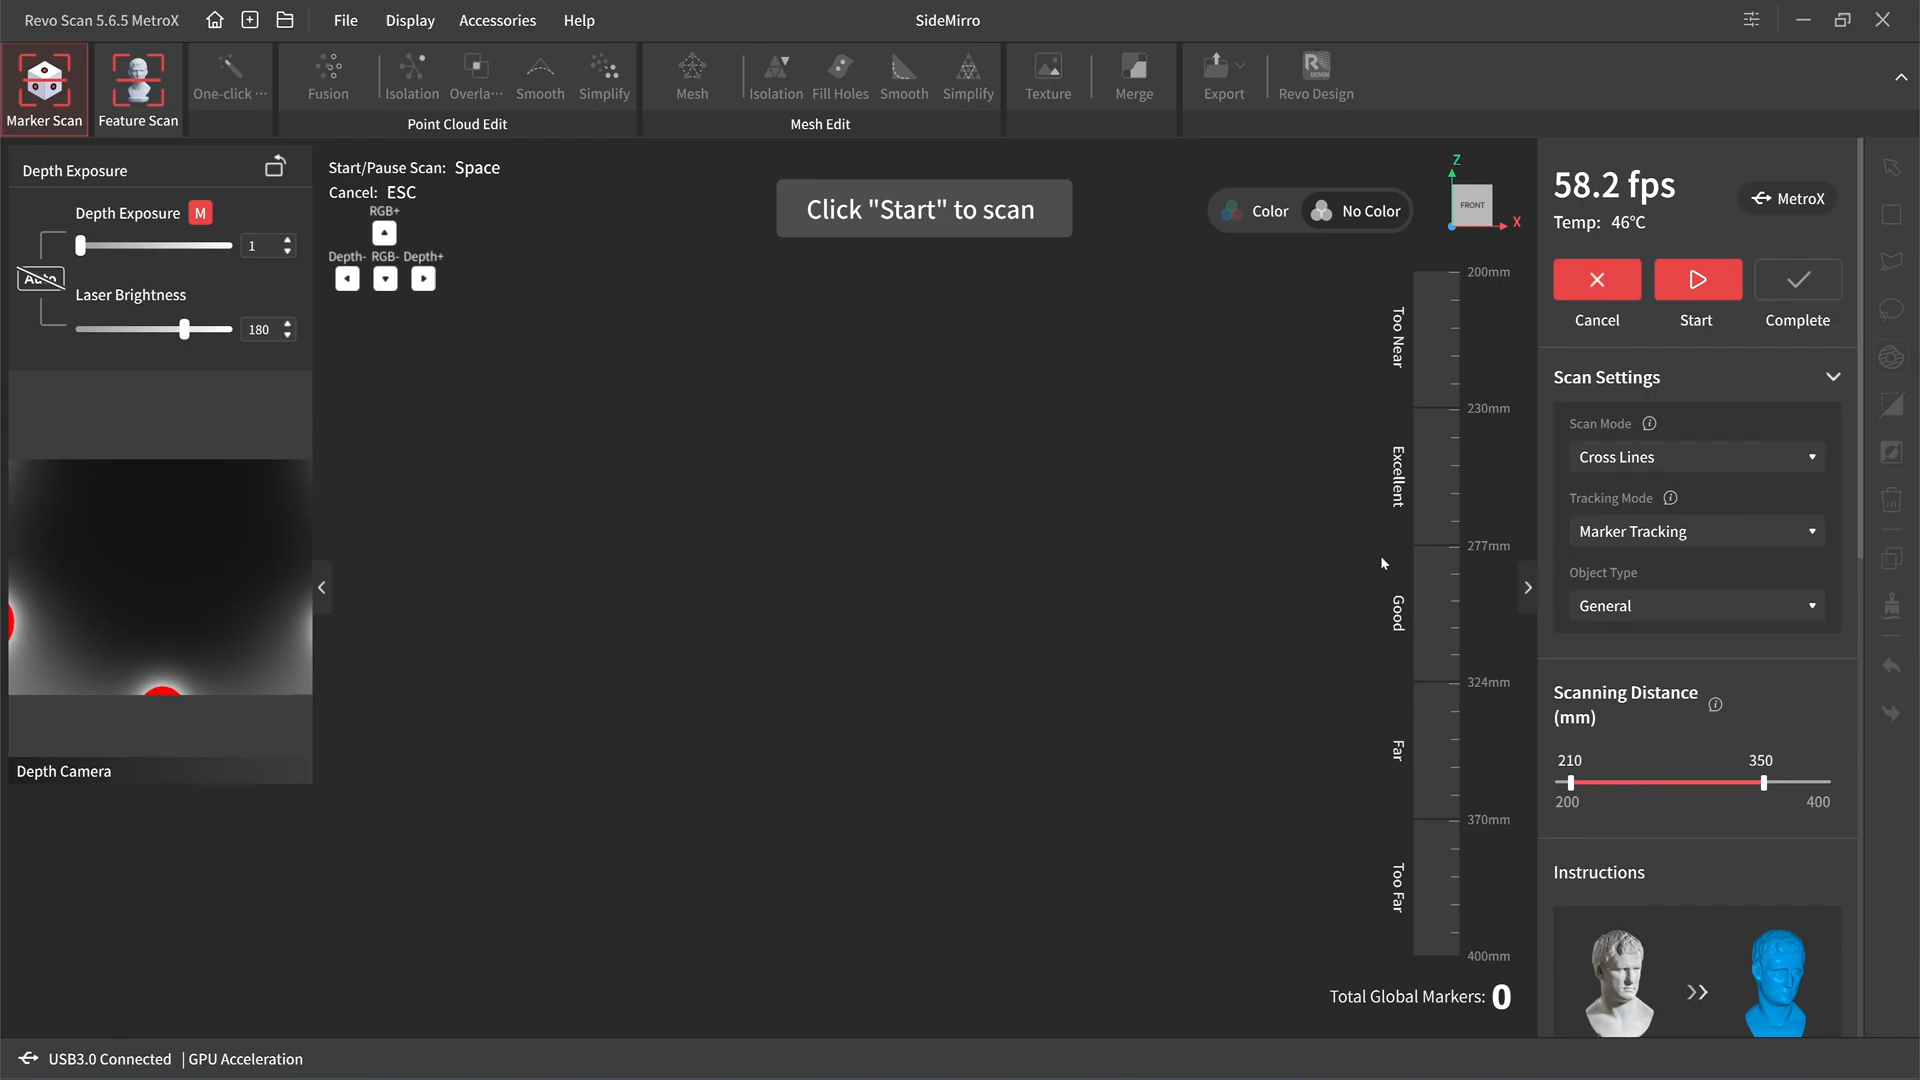 Revo Scan 5.6.5 MetroX
File
Display
Accessories
Help
SideMirro
Marker Scan
Feature Scan
One-click ···
Fusion
Isolation
Overla···
Smooth
Simplify
Point Cloud Edit
Mesh
Isolation
Fill Holes
Smooth
Simplify
Mesh Edit
Texture
Merge
Export
Revo Design
Depth Exposure
Depth Exposure M
1
Auto
Laser Brightness
180
Depth Camera
Start/Pause Scan: Space
Cancel: ESC
RGB+
Depth- RGB- Depth+
Click "Start" to scan
Color
No Color
Z
FRONT
X
200mm
Too Near
230mm
Excellent
277mm
Good
324mm
Far
370mm
Too Far
400mm
Total Global Markers: 0
58.2 fps
MetroX
Temp: 46°C
Cancel
Start
Complete
Scan Settings
Scan Mode
Cross Lines
Tracking Mode
Marker Tracking
Object Type
General
Scanning Distance
(mm)
210
350
200
400
Instructions
USB3.0 Connected | GPU Acceleration